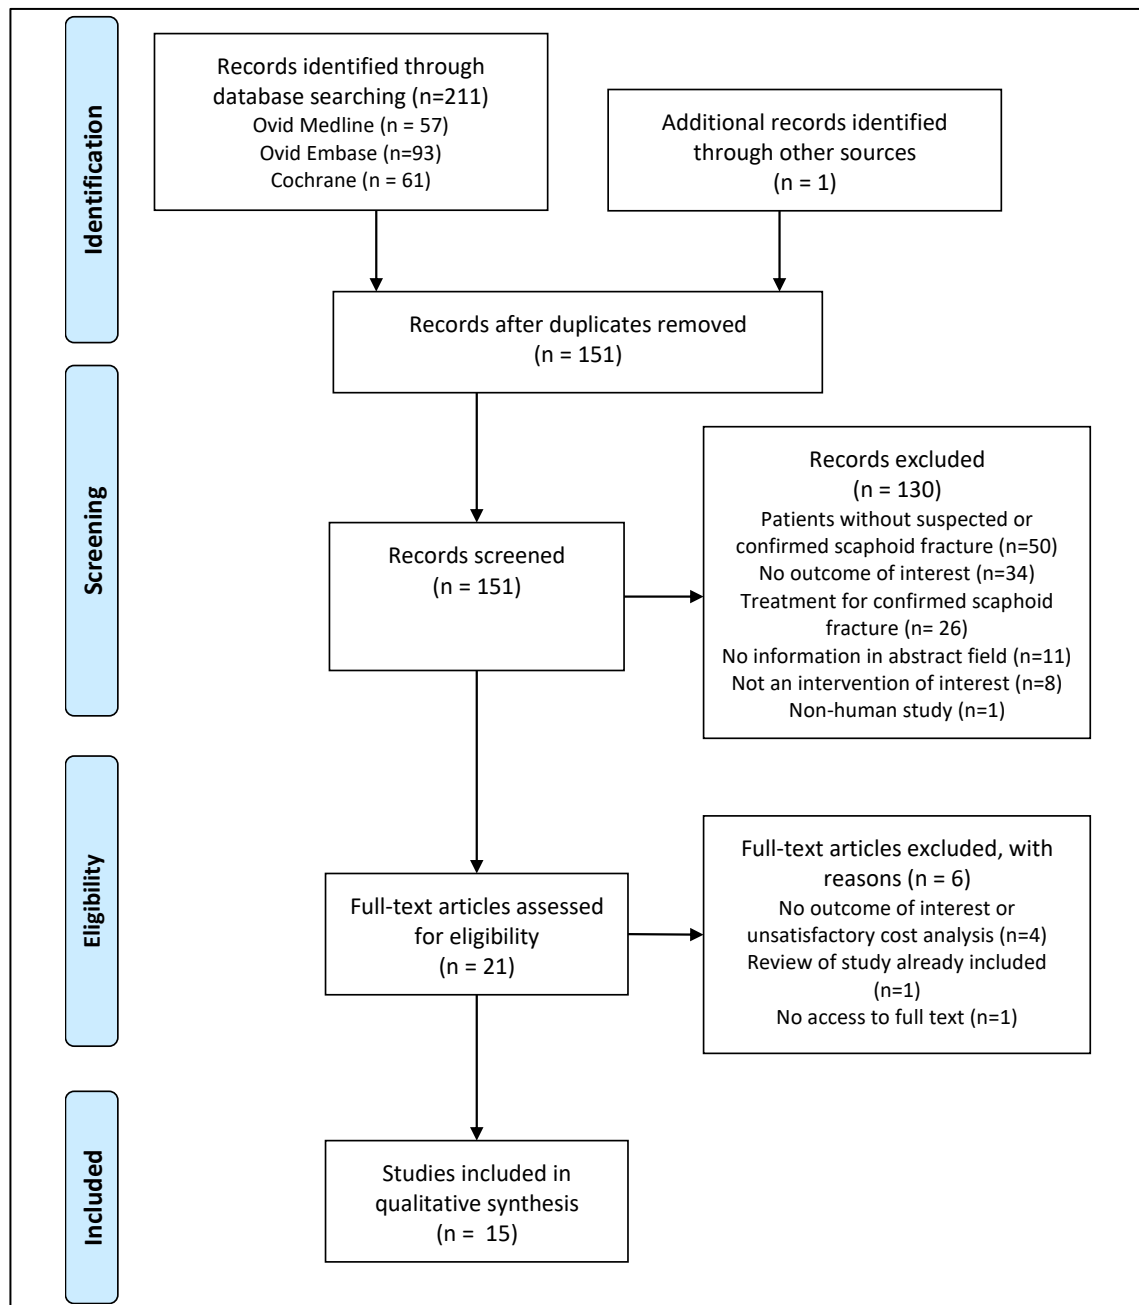 Identification
Records identified through
database searching (n=211)
Ovid Medline (n = 57)
Ovid Embase (n=93)
Cochrane (n = 61)
Additional records identified
through other sources
(n = 1)
Records after duplicates removed
(n = 151)
Screening
Records screened
(n = 151)
Records excluded
(n = 130)
Patients without suspected or
confirmed scaphoid fracture (n=50)
No outcome of interest (n=34)
Treatment for confirmed scaphoid
fracture (n= 26)
No information in abstract field (n=11)
Not an intervention of interest (n=8)
Non-human study (n=1)
Eligibility
Full-text articles assessed
for eligibility
(n = 21)
Full-text articles excluded, with
reasons (n = 6)
No outcome of interest or
unsatisfactory cost analysis (n=4)
Review of study already included
(n=1)
No access to full text (n=1)
Included
Studies included in
qualitative synthesis
(n = 15)